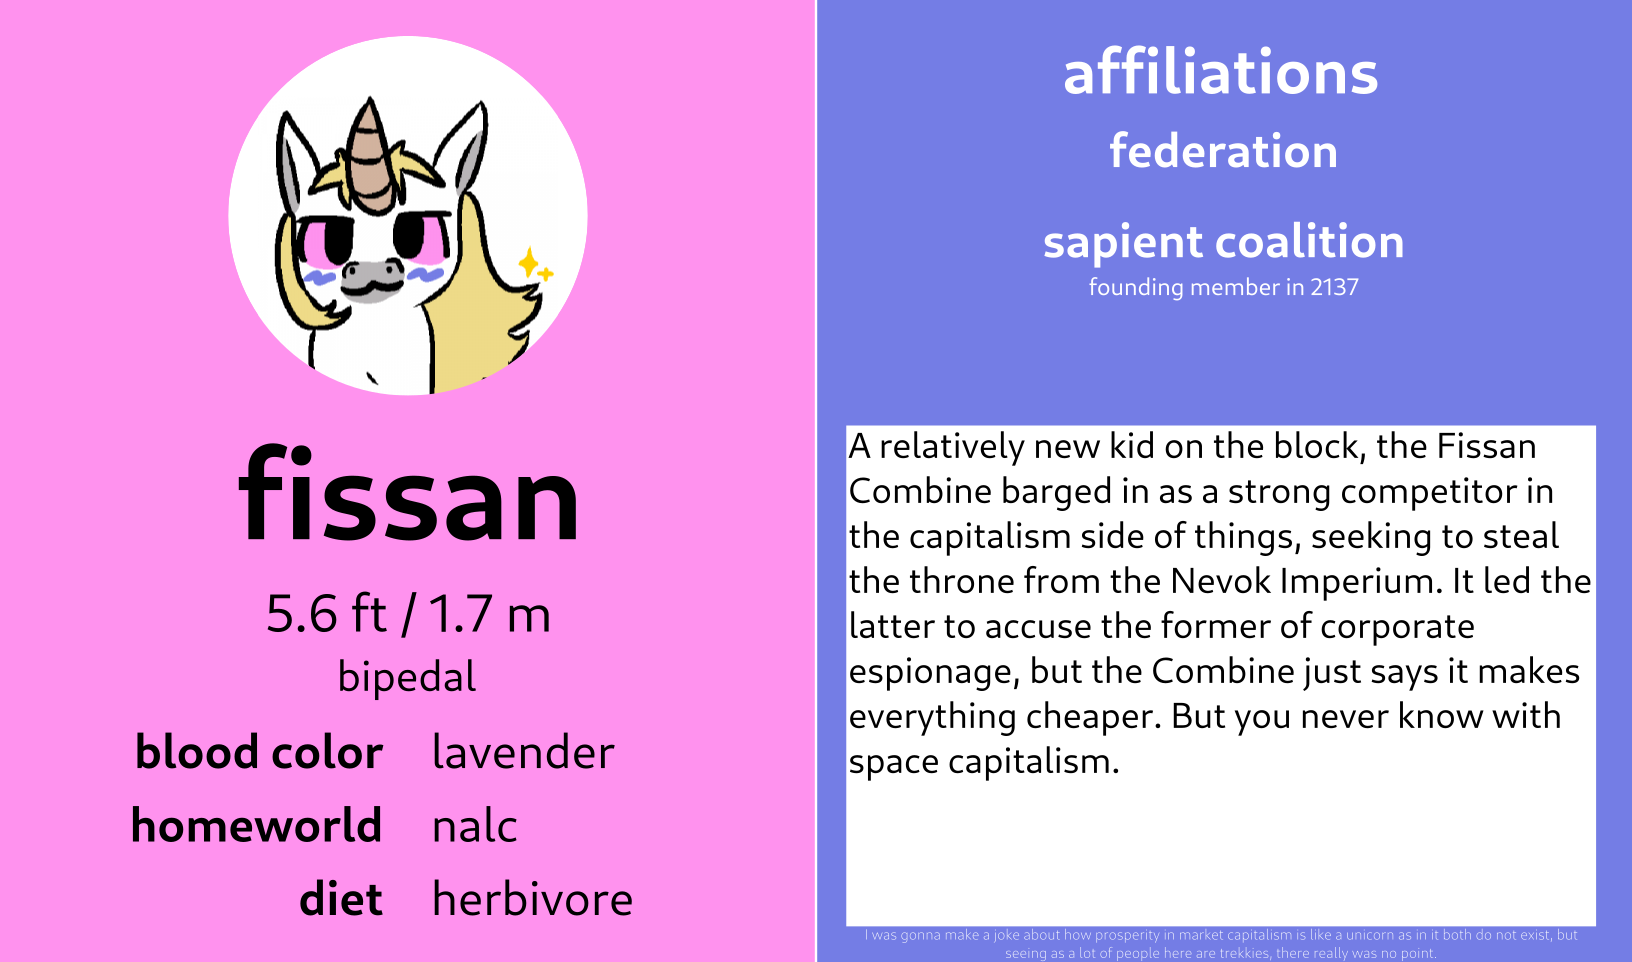 fissan
5.6 ft / 1.7 m
bipedal
blood color lavender
homeworld nalc
diet herbivore
affiliations
federation
sapient coalition
founding member in 2137
A relatively new kid on the block, the Fissan
Combine barged in as a strong competitor in
the capitalism side of things, seeking to steal
the throne from the Nevok Imperium. It led the
latter to accuse the former of corporate
espionage, but the Combine just says it makes
everything cheaper. But you never know with
space capitalism.
I was gonna make a joke about how prosperity in market capitalism is like a unicorn as in it both do not exist, but
seeing as a lot of people here are trekkies, there really was no point.